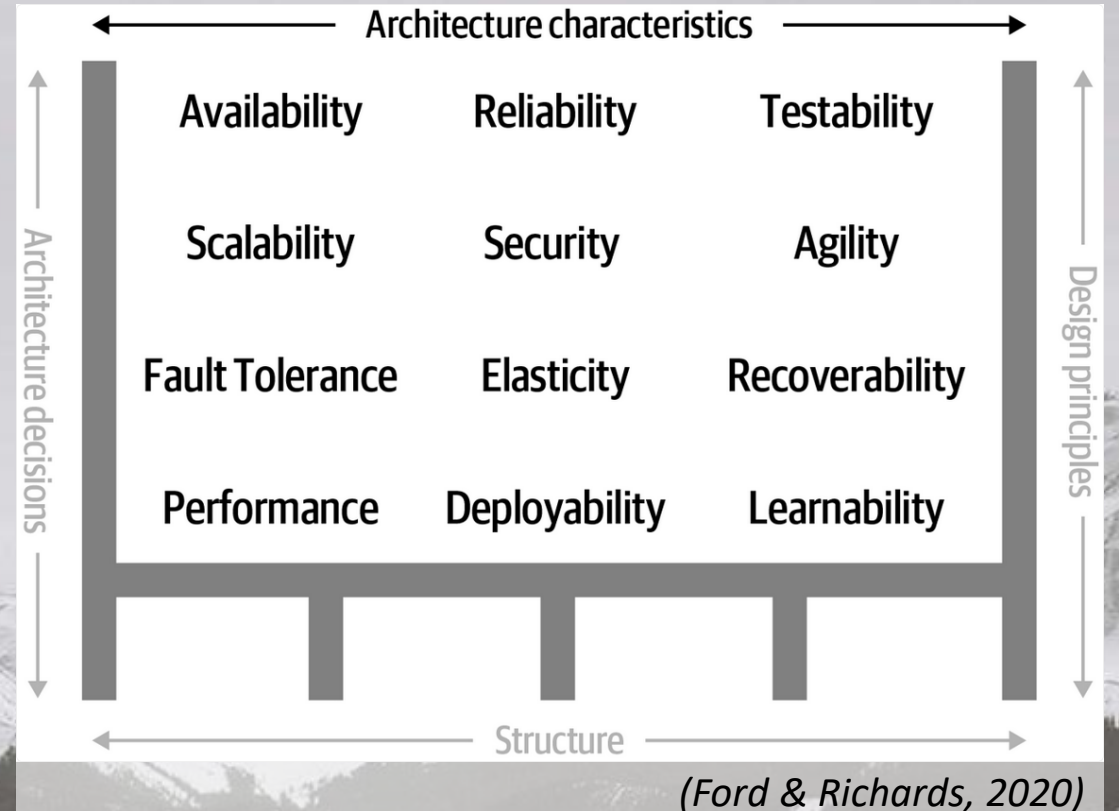 Architecture characteristics
Availability Reliability Testability
Scalability Security Agility
Fault Tolerance Elasticity Recoverability
Performance Deployability Learnability
Architecture decisions
Design principles
Structure
(Ford & Richards, 2020)